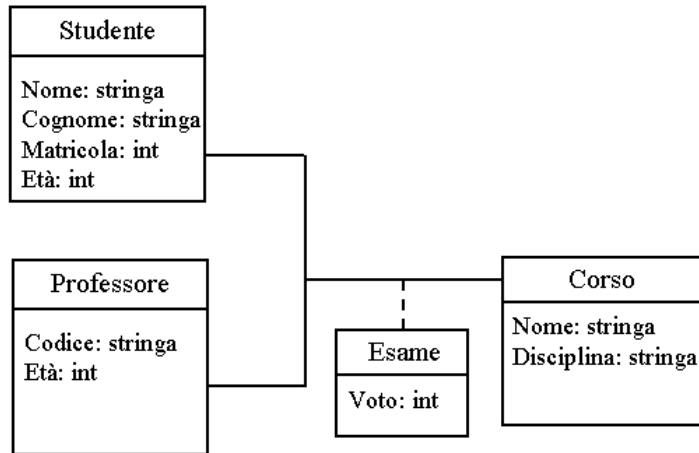 Studente
Nome: stringa
Cognome: stringa
Matricola: int
Età: int
Professore
Codice: stringa
Età: int
Esame
Voto: int
Corso
Nome: stringa
Disciplina: stringa